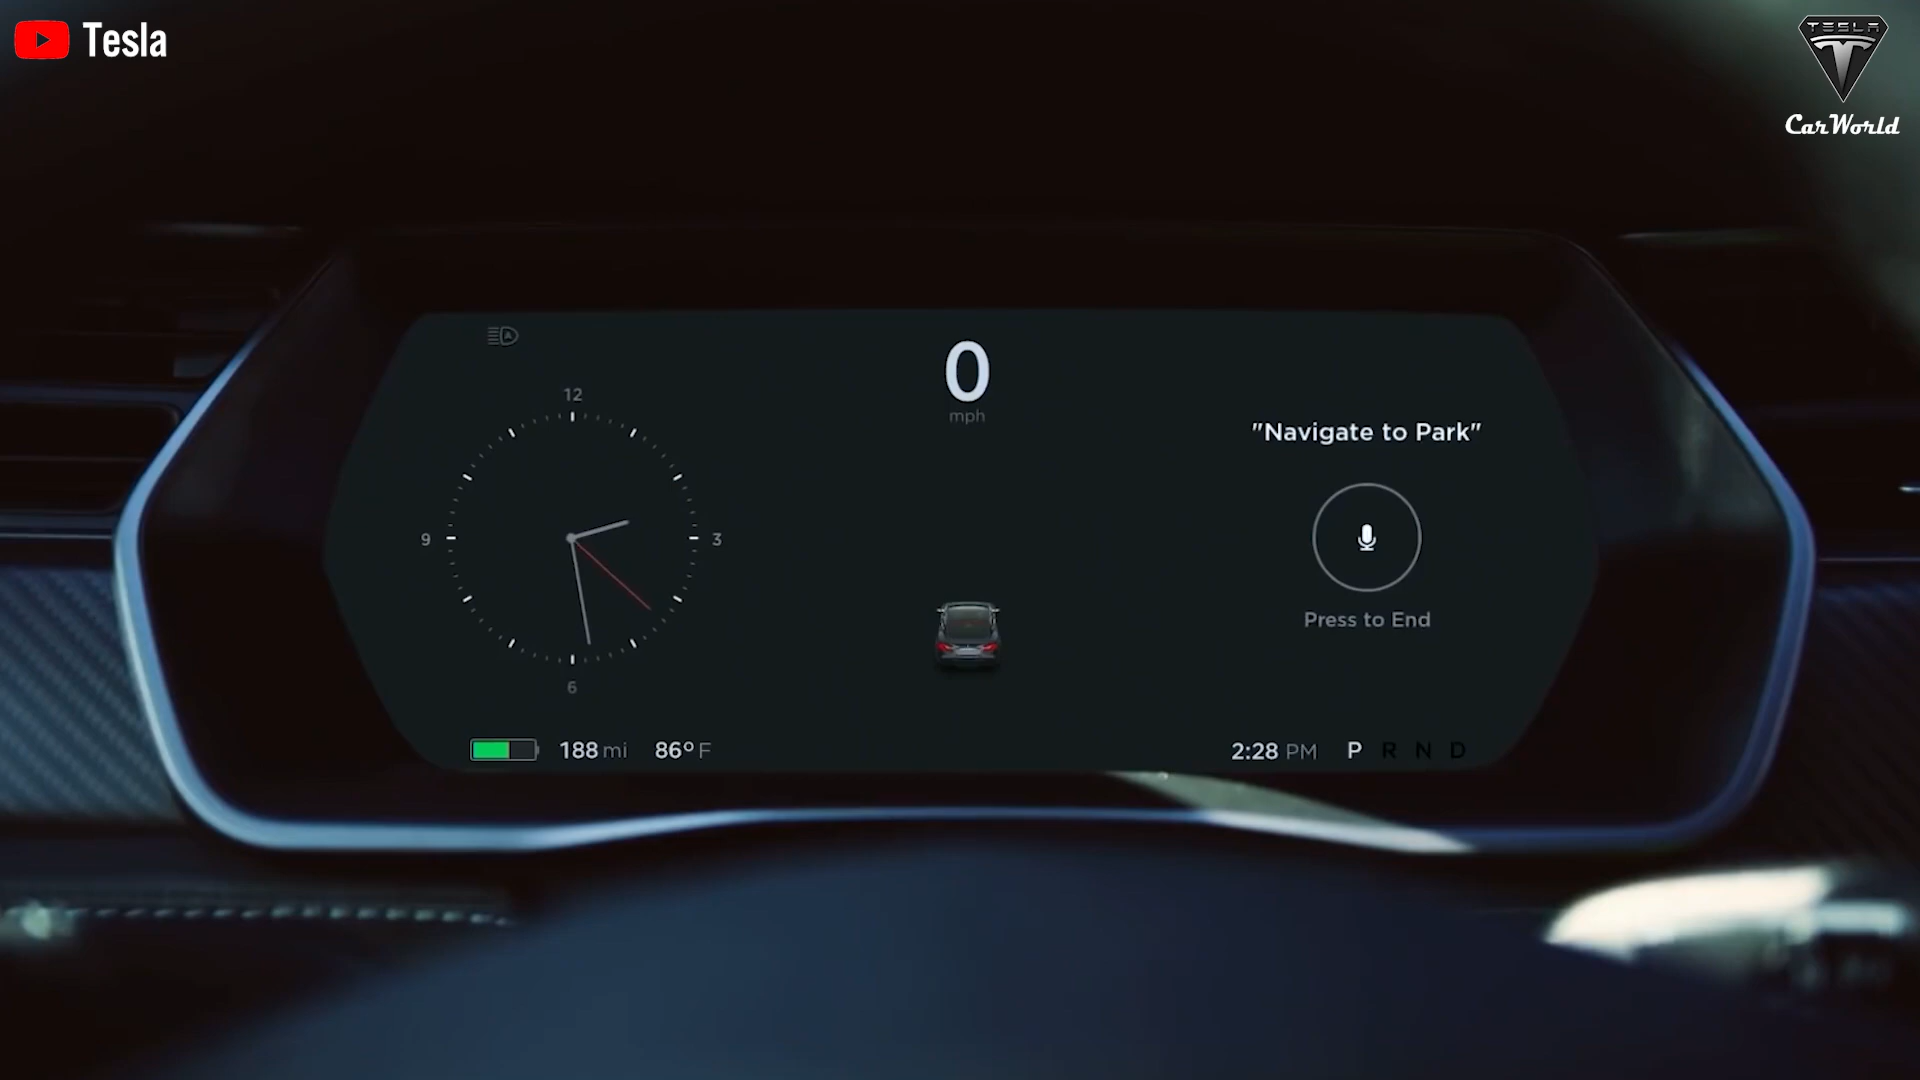 Tesla
TESLA
CarWorld
12
9
3
6
0
mph
"Navigate to Park"
Press to End
188 mi
86° F
2:28 PM
P R N D